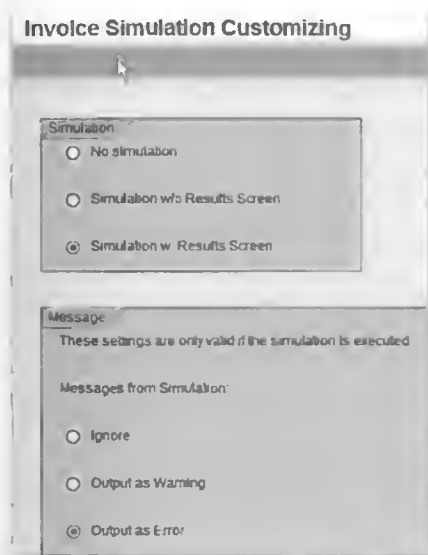 Invoice Simulation Customizing
Simulation
No simulation
Simulation w/o Results Screen
Simulation w. Results Screen
Message
These settings are only valid if the simulation is executed
Messages from Simulation:
Ignore
Output as Warning
Output as Error